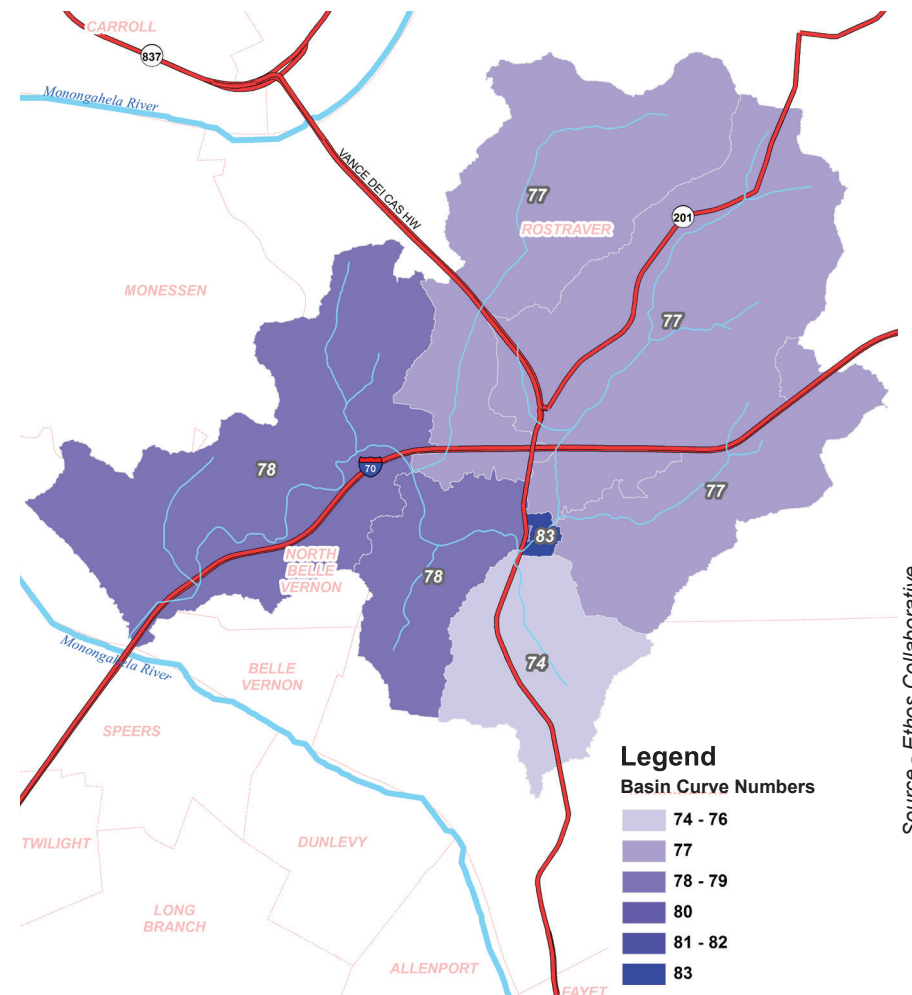 CARROLL
837
Monongahela River
VANCE DEI CAS HW
77
201
ROSTRAVER
MONESSEN
77
78
70
77
83
NORTH
BELLE
VERNON
78
Monongahela River
BELLE
VERNON
74
SPEERS
Source - Ethos Collaborative
Legend
Basin Curve Numbers
74 - 76
77
78 - 79
80
81 - 82
83
TWILIGHT
DUNLEVY
LONG
BRANCH
ALLENPORT
FAYET